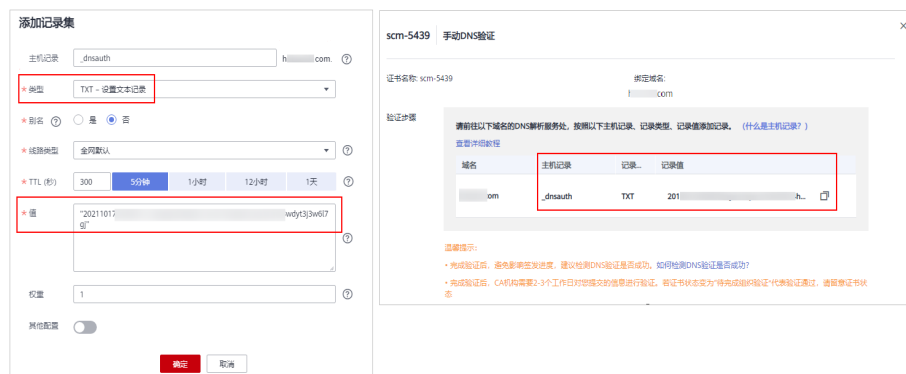 添加记录集
主机记录
_dnsauth
h
com.
* 类型
TXT – 设置文本记录
* 别名
是
否
* 线路类型
全网默认
* TTL (秒)
300
5分钟
1小时
12小时
1天
* 值
"20211017
wdyt3j3w6l7
gj"
权重
1
其他配置
确定
取消
scm-5439
手动DNS验证
证书名称: scm-5439
绑定域名:
com
验证步骤
请前往以下域名的DNS解析服务处，按照以下主机记录、记录类型、记录值添加记录。 (什么是主机记录？)
查看详细教程
域名
主机记录
记录...
记录值
om
_dnsauth
TXT
201
h...
温馨提示:
• 完成验证后，避免影响签发进度，建议检测DNS验证是否成功。如何检测DNS验证是否成功?
• 完成验证后，CA机构需要2-3个工作日对您提交的信息进行验证。若证书状态变为"待完成组织验证"代表验证通过，请留意证书状
态